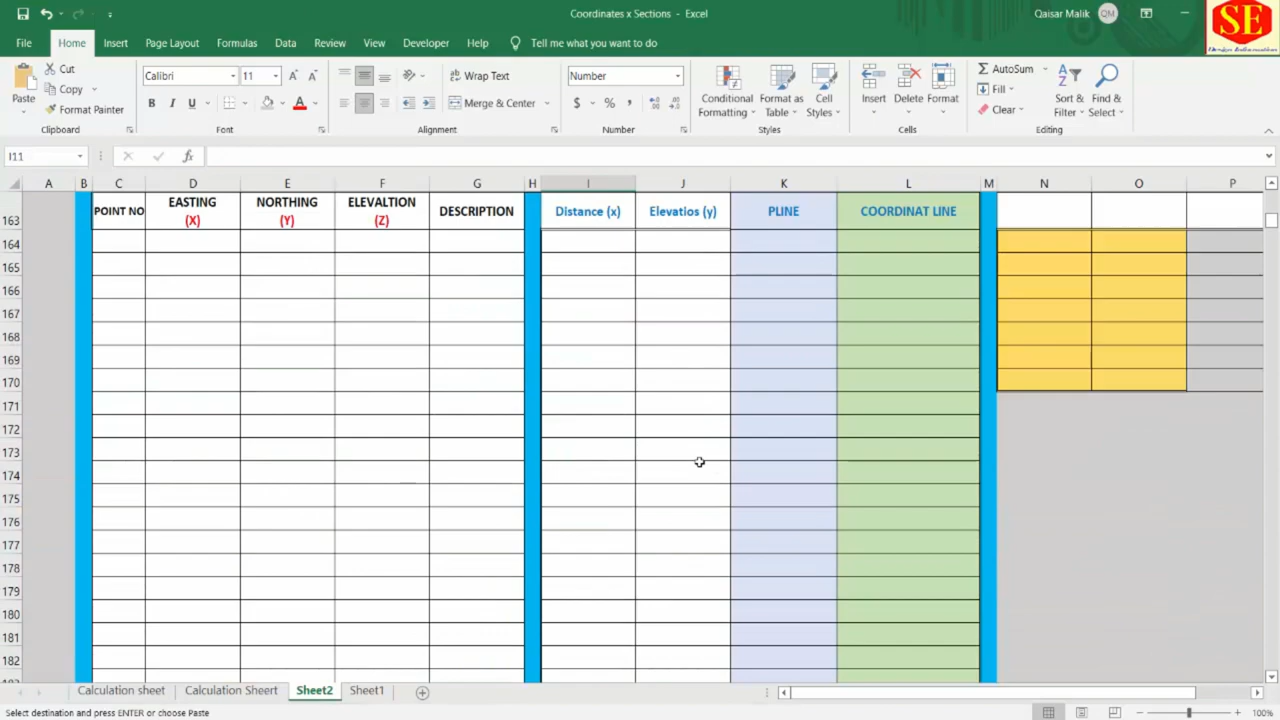 Coordinates x Sections - Excel
Qaisar Malik QM
SE
File Home Insert Page Layout Formulas Data Review View Developer Help Tell me what you want to do
Paste
Cut
Copy
Format Painter
Clipboard
Calibri 11
B I U
Font
Wrap Text
Merge & Center
Alignment
Number
$ % ,
Number
Conditional Formatting
Format as Table
Cell Styles
Styles
Insert Delete Format
Cells
AutoSum
Fill
Clear
Sort & Filter
Find & Select
Editing
I11
fx
A B C D E F G H I J K L M N O P
163 POINT NO EASTING (X) NORTHING (Y) ELEVALTION (Z) DESCRIPTION Distance (x) Elevatios (y) PLINE COORDINAT LINE
164
165
166
167
168
169
170
171
172
173
174
175
176
177
178
179
180
181
182
Calculation sheet Calculation Sheert Sheet2 Sheet1
Select destination and press ENTER or choose Paste
100%